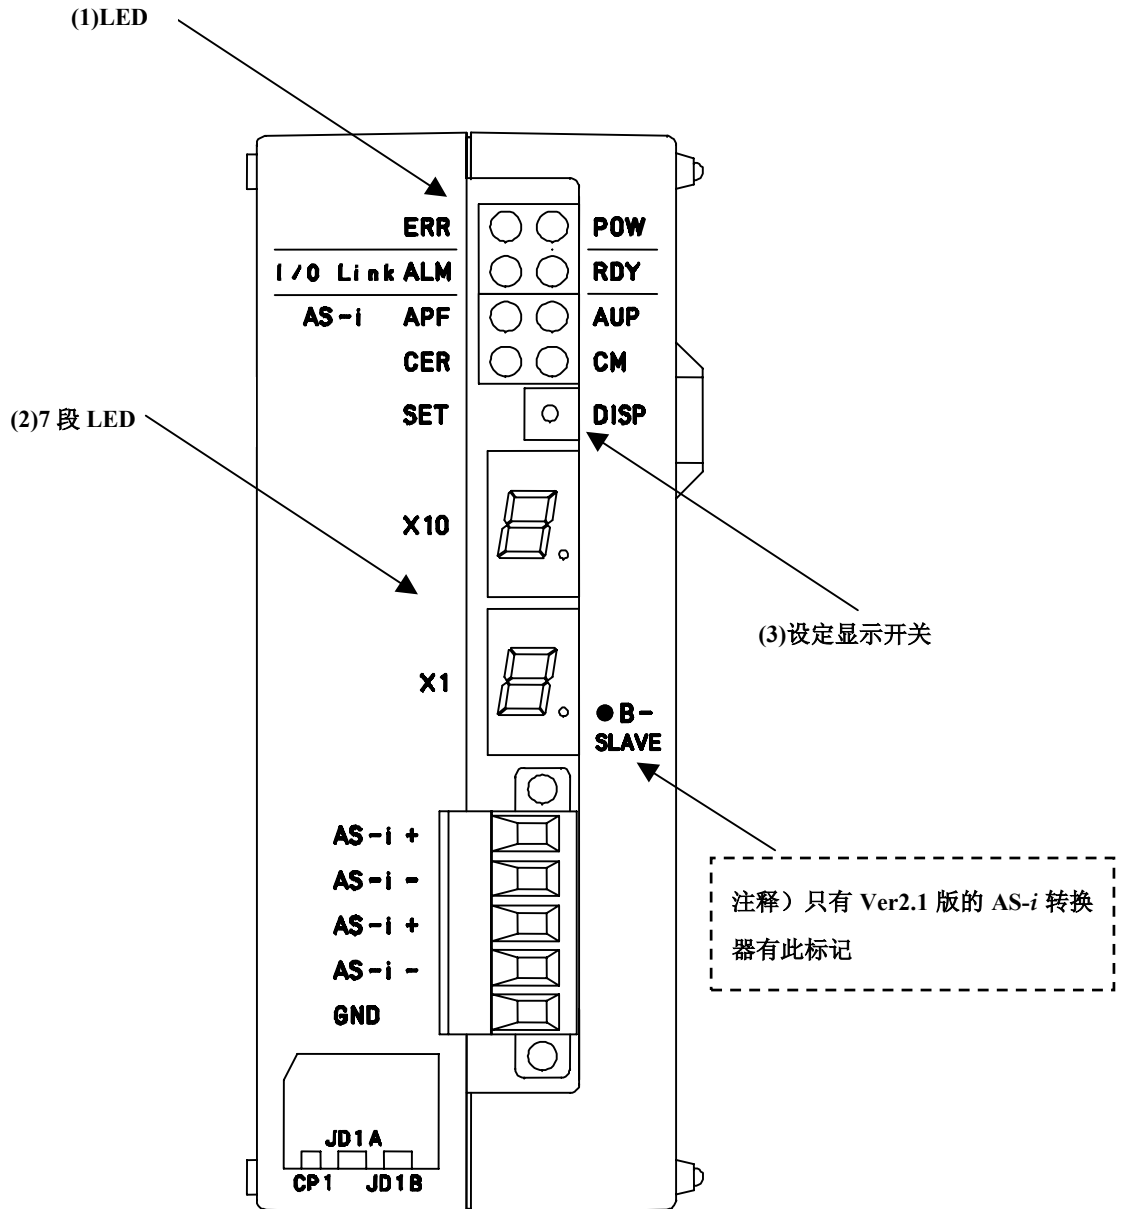 (1)LED
ERR POW
I/O Link ALM RDY
AS-i APF AUP
CER CM
SET DISP
(2)7 段 LED
X10
(3)设定显示开关
X1
●B-
SLAVE
AS-i +
AS-i -
AS-i +
AS-i -
GND
注释）只有 Ver2.1 版的 AS-i 转换
器有此标记
JD1A
CP1 JD1B